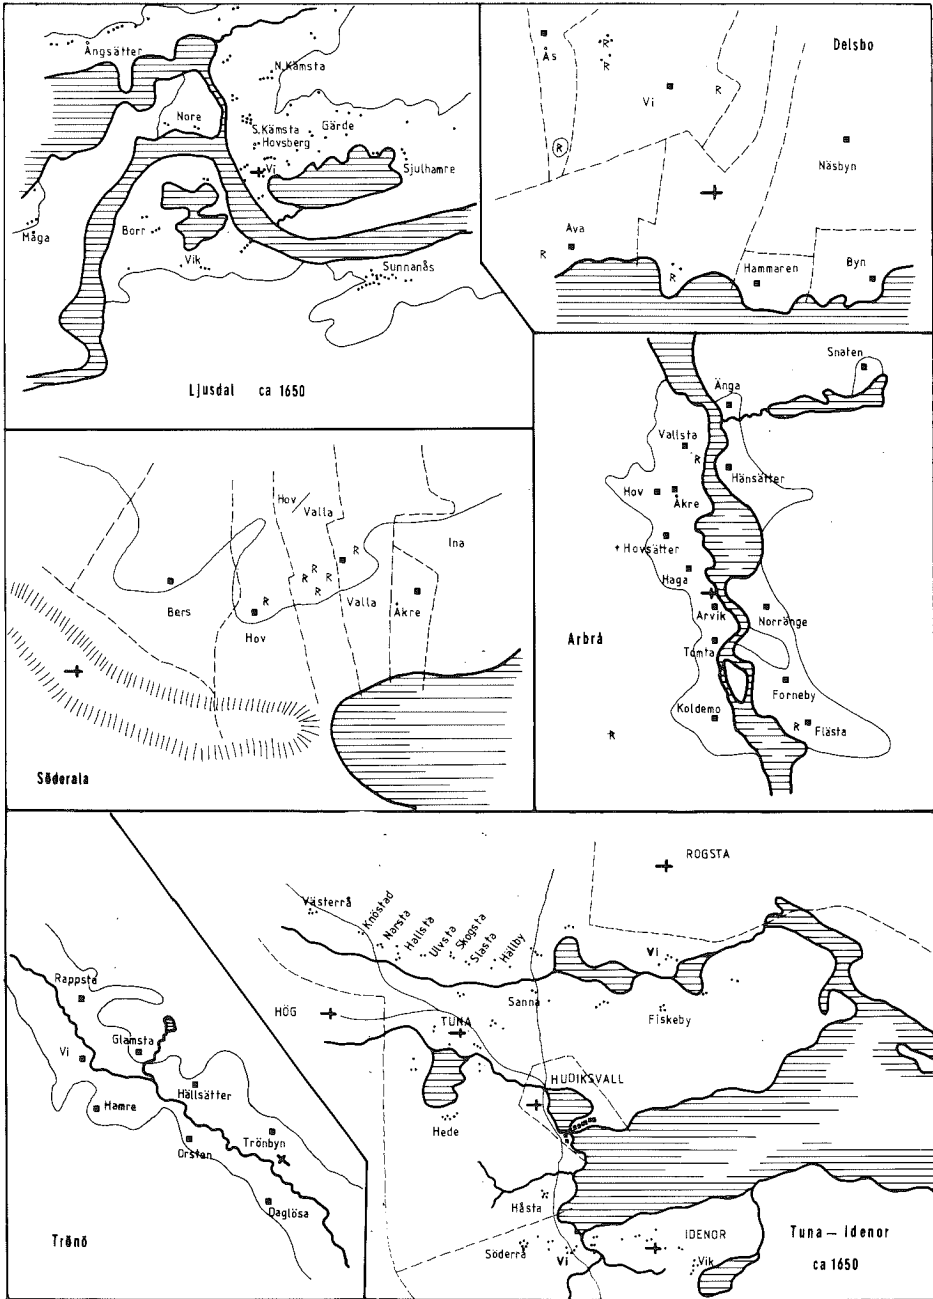 Ångsätter
N.Kämsta
Nore
S.Kämsta
Gärde
Hovsberg
Vi
Sjulhamre
Måga
Borr
Vik
Sunnanås
Ljusdal ca 1650
Delsbo
Ås
R
R
Vi
R
R
Näsbyn
Ava
R
R
Hammaren
Byn
Snaten
Änga
Vallsta
R
Hänsätter
Hov
Åkre
+ Hovsätter
Haga
Arvik
Norränge
Arbrå
Tomta
Forneby
Koldemo
R
Flästa
R
Hov
Valla
Ina
R
R
R
R
R
Bers
R
Valla
Åkre
Hov
Söderala
Rappsta
Glamsta
Vi
Hällsätter
Hamre
Trönbyn
Orsten
Daglösa
Trönö
ROGSTA
Västerrå
Knöstad
Narsta
Hallsta
Ulvsta
Skogsta
Slasta
Hällby
Vi
Sanna
Fiskeby
HÖG
TUNA
HUDIKSVALL
Hede
Håsta
IDENOR
Söderrå
Vi
Vik
Tuna – Idenor
ca 1650